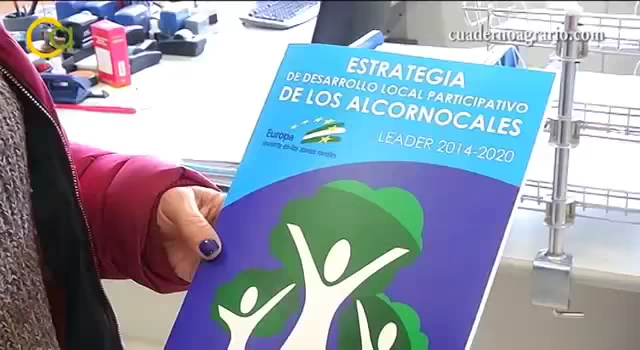 cuadernoagrario.com
ESTRATEGIA
DE DESARROLLO LOCAL PARTICIPATIVO
DE LOS ALCORNOCALES
LEADER 2014-2020
Europa
invierte en las zonas rurales